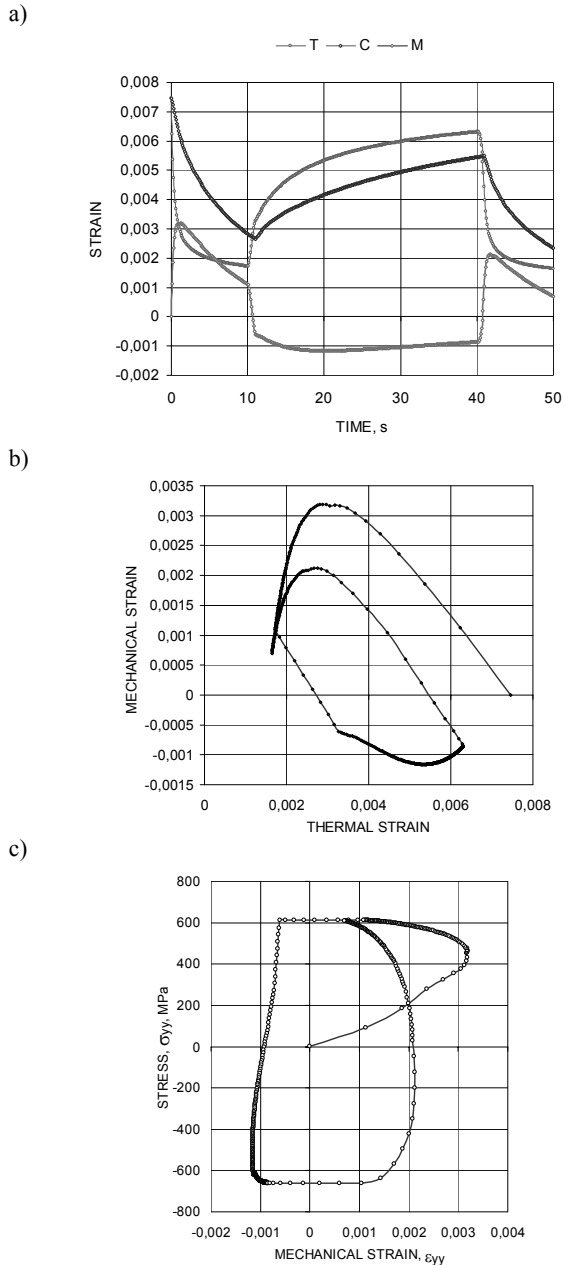 a)
T C M
0,008
0,007
0,006
0,005
0,004
0,003
0,002
0,001
0
-0,001
-0,002
STRAIN
0 10 20 30 40 50
TIME, s
b)
0,0035
0,003
0,0025
0,002
0,0015
0,001
0,0005
0
-0,0005
-0,001
-0,0015
MECHANICAL STRAIN
0 0,002 0,004 0,006 0,008
THERMAL STRAIN
c)
800
600
400
200
0
-200
-400
-600
-800
STRESS, σyy, MPa
-0,002 -0,001 0 0,001 0,002 0,003 0,004
MECHANICAL STRAIN, εyy